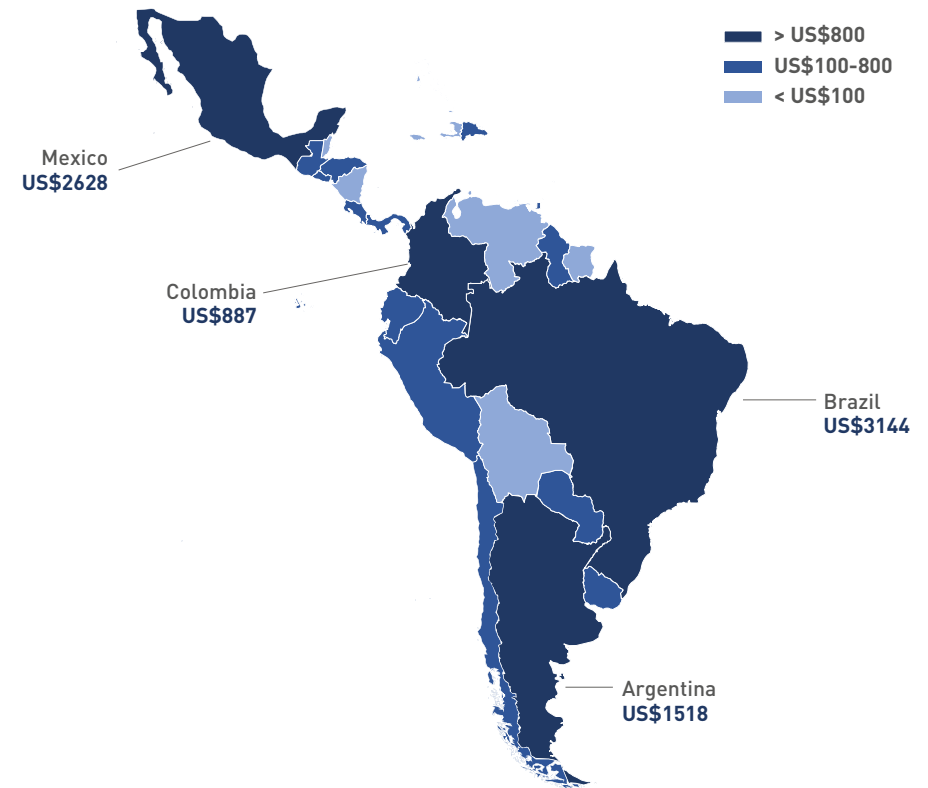 > US$800
US$100-800
< US$100
Mexico
US$2628
Colombia
US$887
Brazil
US$3144
Argentina
US$1518